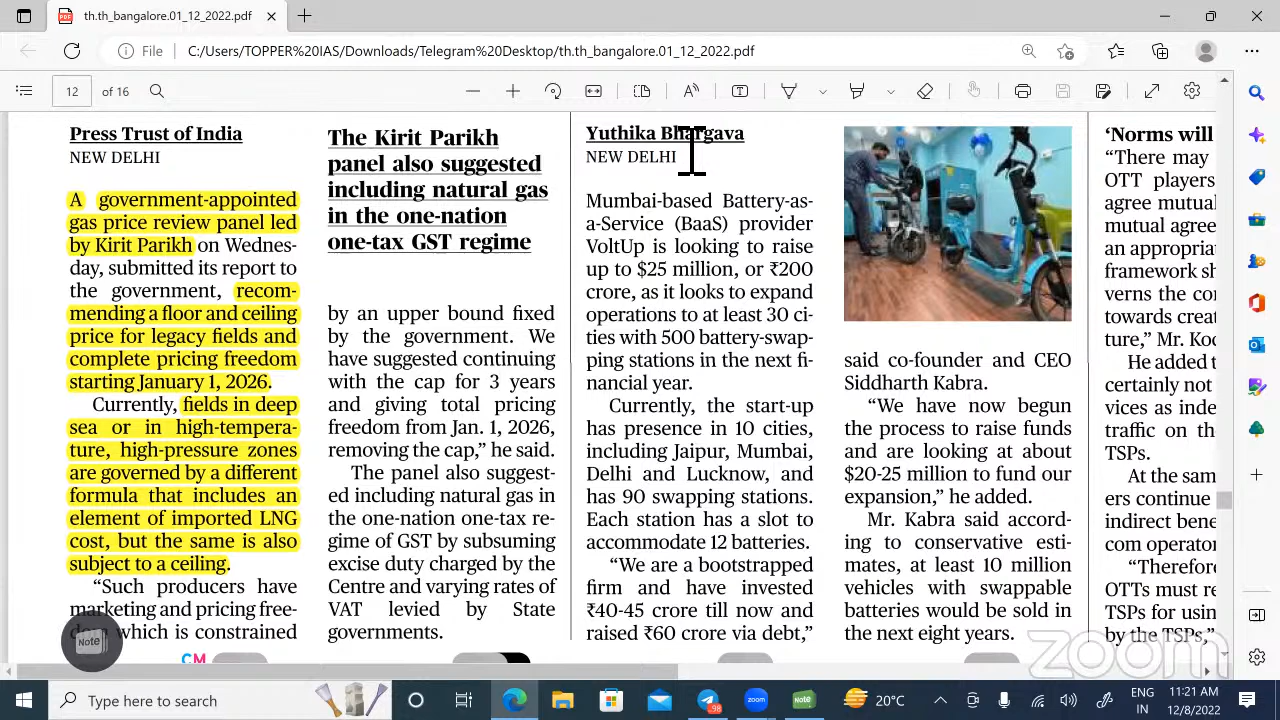 th.th_bangalore.01_12_2022.pdf
File
C:/Users/TOPPER%20IAS/Downloads/Telegram%20Desktop/th.th_bangalore.01_12_2022.pdf
12 of 16
Press Trust of India
NEW DELHI
A government-appointed
gas price review panel led
by Kirit Parikh on Wednes-
day, submitted its report to
the government, recom-
mending a floor and ceiling
price for legacy fields and
complete pricing freedom
starting January 1, 2026.
Currently, fields in deep
sea or in high-tempera-
ture, high-pressure zones
are governed by a different
formula that includes an
element of imported LNG
cost, but the same is also
subject to a ceiling.
“Such producers have
marketing and pricing free-
which is constrained
The Kirit Parikh
panel also suggested
including natural gas
in the one-nation
one-tax GST regime
by an upper bound fixed
by the government. We
have suggested continuing
with the cap for 3 years
and giving total pricing
freedom from Jan. 1, 2026,
removing the cap,” he said.
The panel also suggest-
ed including natural gas in
the one-nation one-tax re-
gime of GST by subsuming
excise duty charged by the
Centre and varying rates of
VAT levied by State
governments.
Yuthika Bhargava
NEW DELHI
Mumbai-based Battery-as-
a-Service (BaaS) provider
VoltUp is looking to raise
up to $25 million, or ₹200
crore, as it looks to expand
operations to at least 30 ci-
ties with 500 battery-swap-
ping stations in the next fi-
nancial year.
Currently, the start-up
has presence in 10 cities,
including Jaipur, Mumbai,
Delhi and Lucknow, and
has 90 swapping stations.
Each station has a slot to
accommodate 12 batteries.
“We are a bootstrapped
firm and have invested
₹40-45 crore till now and
raised ₹60 crore via debt,”
said co-founder and CEO
Siddharth Kabra.
“We have now begun
the process to raise funds
and are looking at about
$20-25 million to fund our
expansion,” he added.
Mr. Kabra said accord-
ing to conservative esti-
mates, at least 10 million
vehicles with swappable
batteries would be sold in
the next eight years.
‘Norms will
“There may
OTT players
agree mutual
mutual agree
an appropriat
framework sh
verns the con
towards creat
ture,” Mr. Koc
He added t
certainly not
vices as inde
traffic on th
TSPs.
At the sam
ers continue
indirect bene
com operator
“Therefore
OTTs must re
TSPs for usin
by the TSPs,”
Note
CM
zoom
Type here to search
98
zoom
Note
20°C
ENG
IN
11:21 AM
12/8/2022